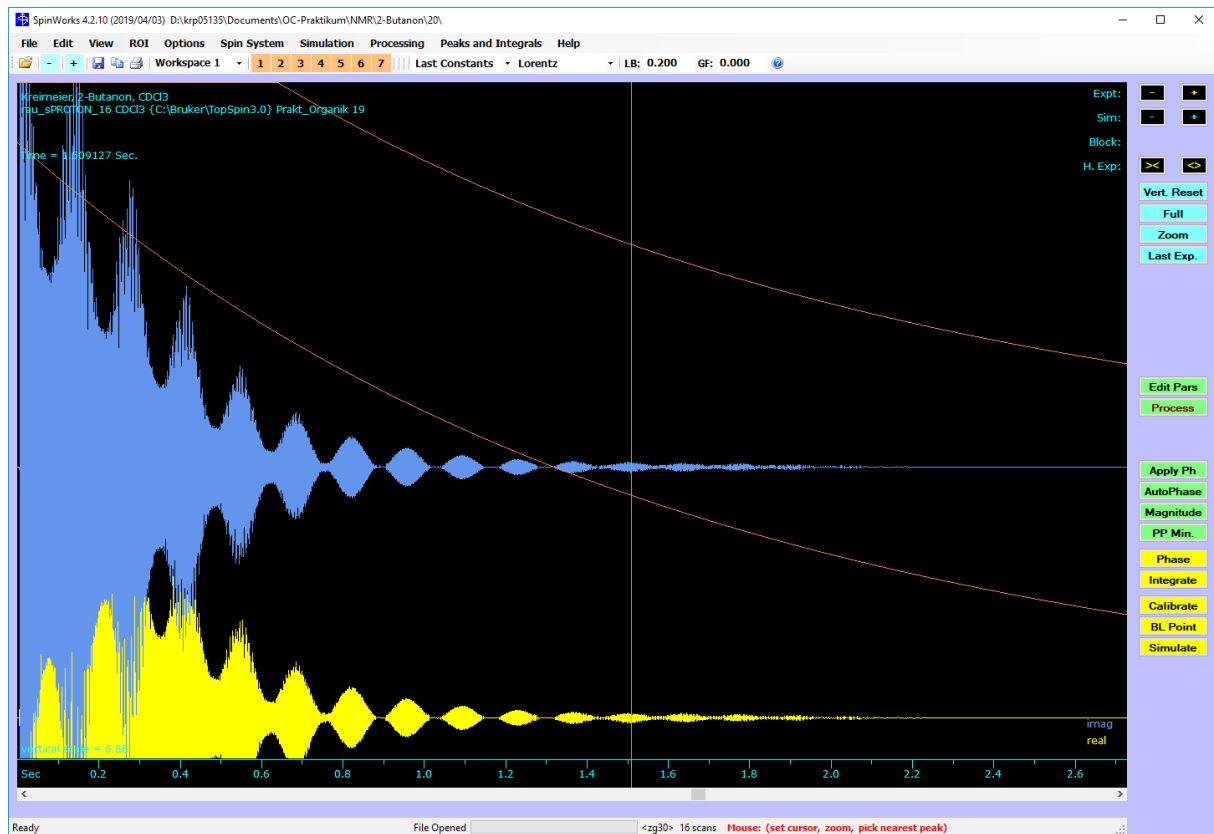 SpinWorks 4.2.10 (2019/04/03) D:\krp05135\Documents\OC-Praktikum\NMR\2-Butanon\20\
File Edit View ROI Options Spin System Simulation Processing Peaks and Integrals Help
- + Workspace 1 1 2 3 4 5 6 7 Last Constants Lorentz LB: 0.200 GF: 0.000
Kreimeier, 2-Butanon, CDCl3
rau_sPROTON_16 CDCl3 {C:\Bruker\TopSpin3.0} Prakt_Organik 19
Time = 1.509127 Sec.
Expt: - +
Sim: - +
Block:
H. Exp: >< <>
Vert. Reset
Full
Zoom
Last Exp.
Edit Pars
Process
Apply Ph
AutoPhase
Magnitude
PP Min.
Phase
Integrate
Calibrate
BL Point
Simulate
imag
real
Sec 0.2 0.4 0.6 0.8 1.0 1.2 1.4 1.6 1.8 2.0 2.2 2.4 2.6
Ready File Opened <zg30> 16 scans Mouse: (set cursor, zoom, pick nearest peak)